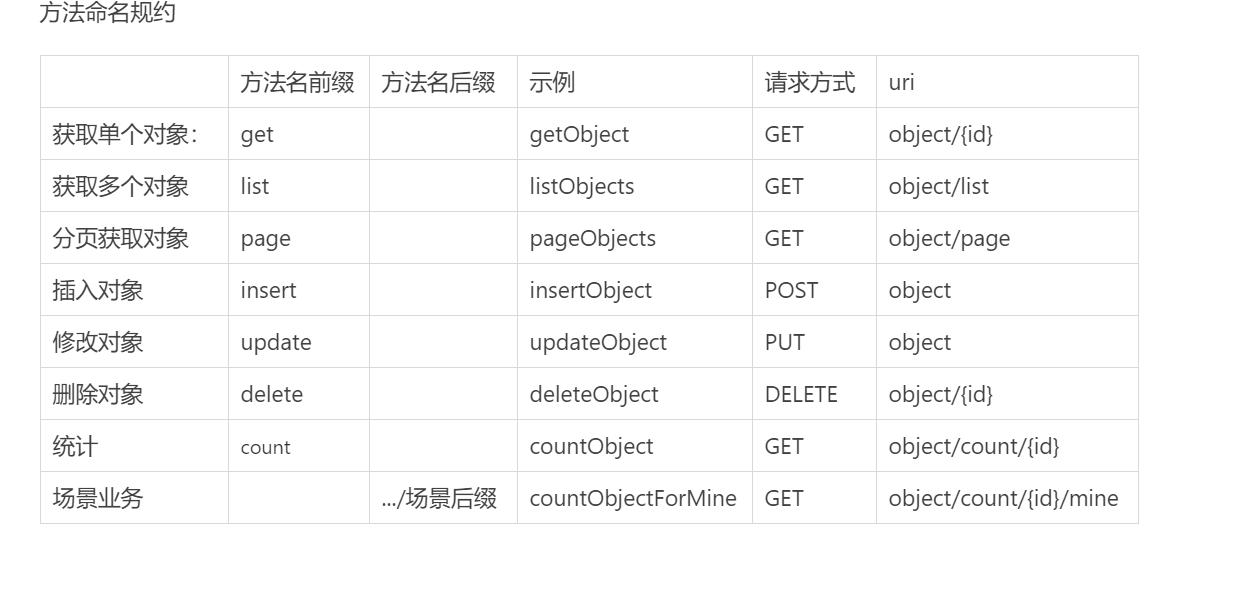 方法命名规约
方法名前缀 方法名后缀 示例 请求方式 uri
获取单个对象： get getObject GET object/{id}
获取多个对象 list listObjects GET object/list
分页获取对象 page pageObjects GET object/page
插入对象 insert insertObject POST object
修改对象 update updateObject PUT object
删除对象 delete deleteObject DELETE object/{id}
统计 count countObject GET object/count/{id}
场景业务 .../场景后缀 countObjectForMine GET object/count/{id}/mine